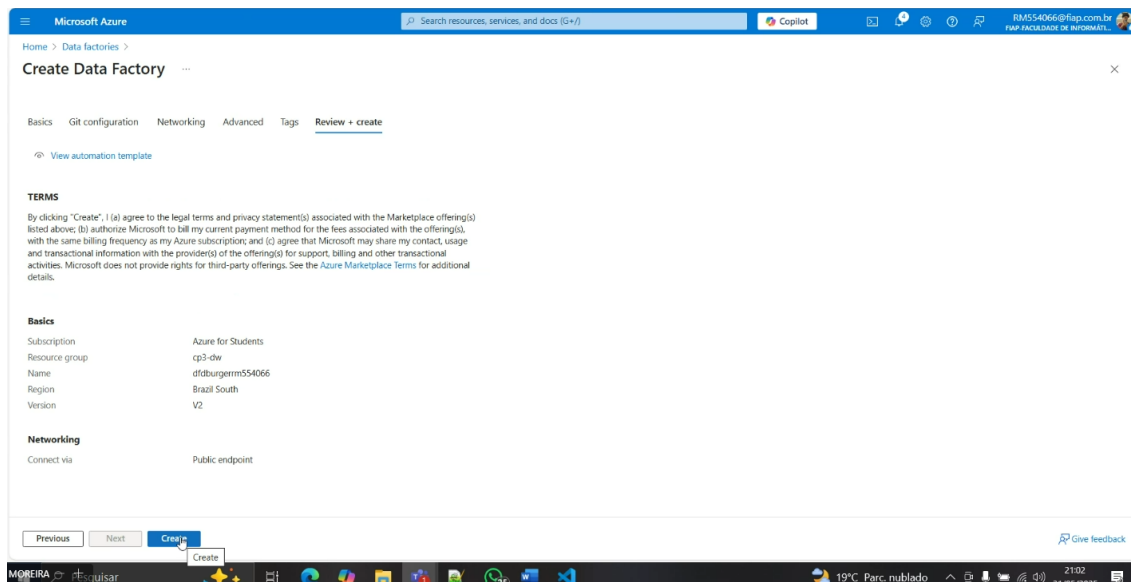 Microsoft Azure
Search resources, services, and docs (G+/)
Copilot
4
RM554066@fiap.com.br
FIAP-FACULDADE DE INFORMÁTI...
Home > Data factories >
Create Data Factory ...
Basics Git configuration Networking Advanced Tags Review + create
View automation template
TERMS
By clicking "Create", I (a) agree to the legal terms and privacy statement(s) associated with the Marketplace offering(s)
listed above; (b) authorize Microsoft to bill my current payment method for the fees associated with the offering(s),
with the same billing frequency as my Azure subscription; and (c) agree that Microsoft may share my contact, usage
and transactional information with the provider(s) of the offering(s) for support, billing and other transactional
activities. Microsoft does not provide rights for third-party offerings. See the Azure Marketplace Terms for additional
details.
Basics
Subscription Azure for Students
Resource group cp3-dw
Name dfdburgerrm554066
Region Brazil South
Version V2
Networking
Connect via Public endpoint
Previous Next Create
Give feedback
Create
MOREIRA
Pesquisar
19°C Parc. nublado
21:02